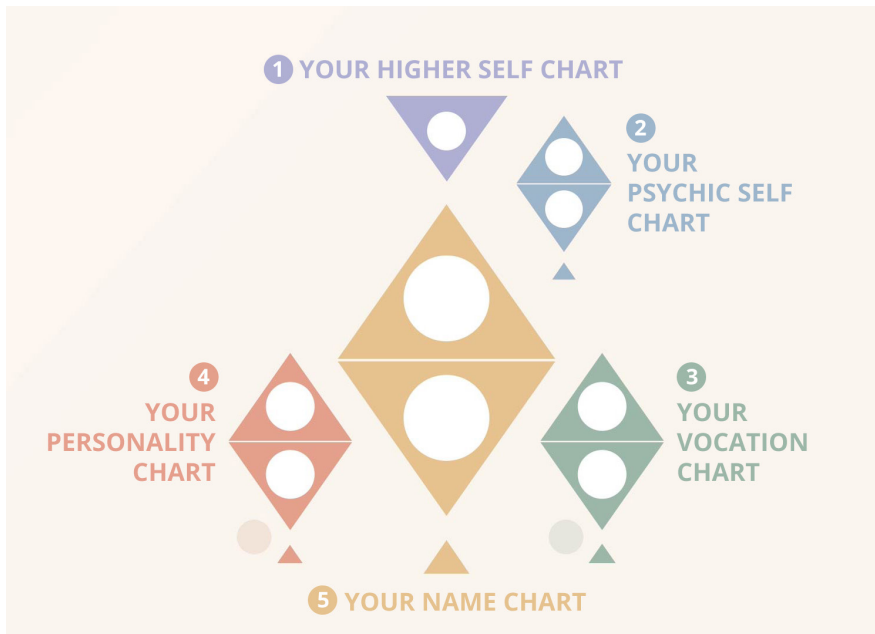 1 YOUR HIGHER SELF CHART
2
YOUR
PSYCHIC SELF
CHART
4
YOUR
PERSONALITY
CHART
3
YOUR
VOCATION
CHART
5 YOUR NAME CHART